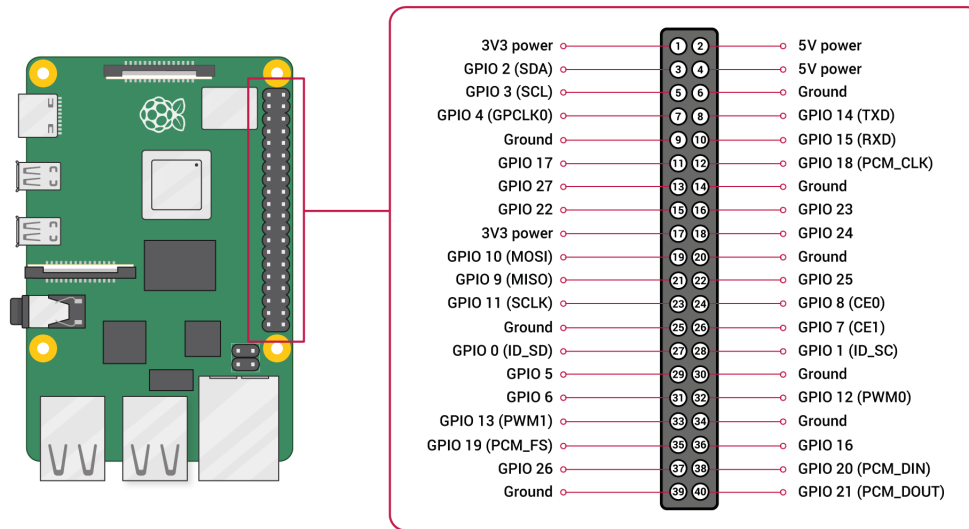 3V3 power 1 2 5V power
GPIO 2 (SDA) 3 4 5V power
GPIO 3 (SCL) 5 6 Ground
GPIO 4 (GPCLK0) 7 8 GPIO 14 (TXD)
Ground 9 10 GPIO 15 (RXD)
GPIO 17 11 12 GPIO 18 (PCM_CLK)
GPIO 27 13 14 Ground
GPIO 22 15 16 GPIO 23
3V3 power 17 18 GPIO 24
GPIO 10 (MOSI) 19 20 Ground
GPIO 9 (MISO) 21 22 GPIO 25
GPIO 11 (SCLK) 23 24 GPIO 8 (CE0)
Ground 25 26 GPIO 7 (CE1)
GPIO 0 (ID_SD) 27 28 GPIO 1 (ID_SC)
GPIO 5 29 30 Ground
GPIO 6 31 32 GPIO 12 (PWM0)
GPIO 13 (PWM1) 33 34 Ground
GPIO 19 (PCM_FS) 35 36 GPIO 16
GPIO 26 37 38 GPIO 20 (PCM_DIN)
Ground 39 40 GPIO 21 (PCM_DOUT)